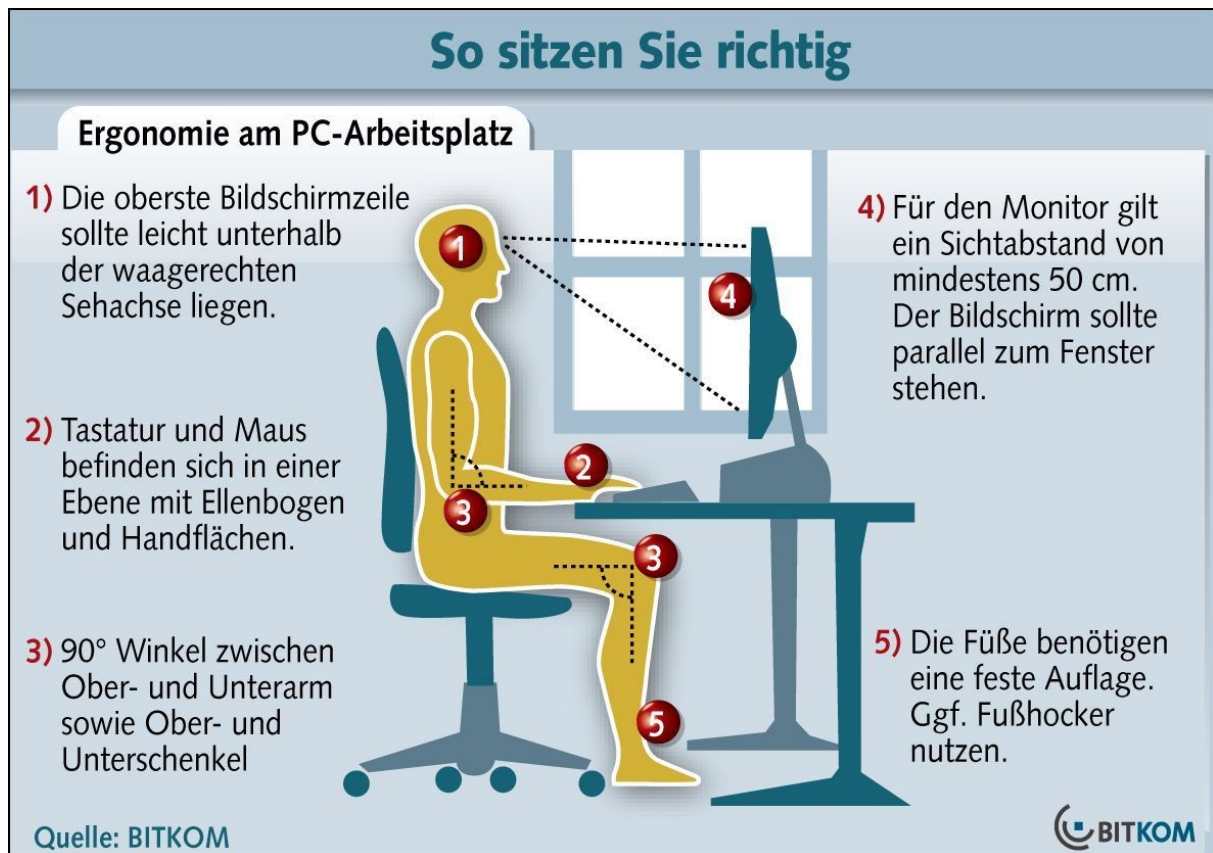 So sitzen Sie richtig
Ergonomie am PC-Arbeitsplatz
1) Die oberste Bildschirmzeile
sollte leicht unterhalb
der waagerechten
Sehachse liegen.
2) Tastatur und Maus
befinden sich in einer
Ebene mit Ellenbogen
und Handflächen.
3) 90° Winkel zwischen
Ober- und Unterarm
sowie Ober- und
Unterschenkel
4) Für den Monitor gilt
ein Sichtabstand von
mindestens 50 cm.
Der Bildschirm sollte
parallel zum Fenster
stehen.
5) Die Füße benötigen
eine feste Auflage.
Ggf. Fußhocker
nutzen.
1
4
2
3
3
5
Quelle: BITKOM
BITKOM